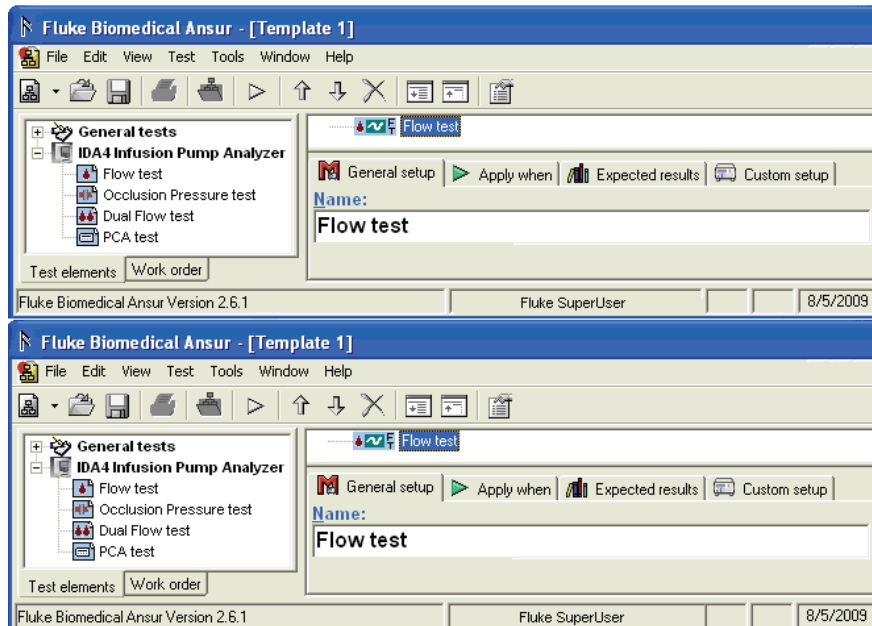 Fluke Biomedical Ansur - [Template 1]
File Edit View Test Tools Window Help
General tests
IDA4 Infusion Pump Analyzer
Flow test
Occlusion Pressure test
Dual Flow test
PCA test
Test elements Work order
Flow test
General setup Apply when Expected results Custom setup
Name:
Flow test
Fluke Biomedical Ansur Version 2.6.1 Fluke SuperUser 8/5/2009
Fluke Biomedical Ansur - [Template 1]
File Edit View Test Tools Window Help
General tests
IDA4 Infusion Pump Analyzer
Flow test
Occlusion Pressure test
Dual Flow test
PCA test
Test elements Work order
Flow test
General setup Apply when Expected results Custom setup
Name:
Flow test
Fluke Biomedical Ansur Version 2.6.1 Fluke SuperUser 8/5/2009